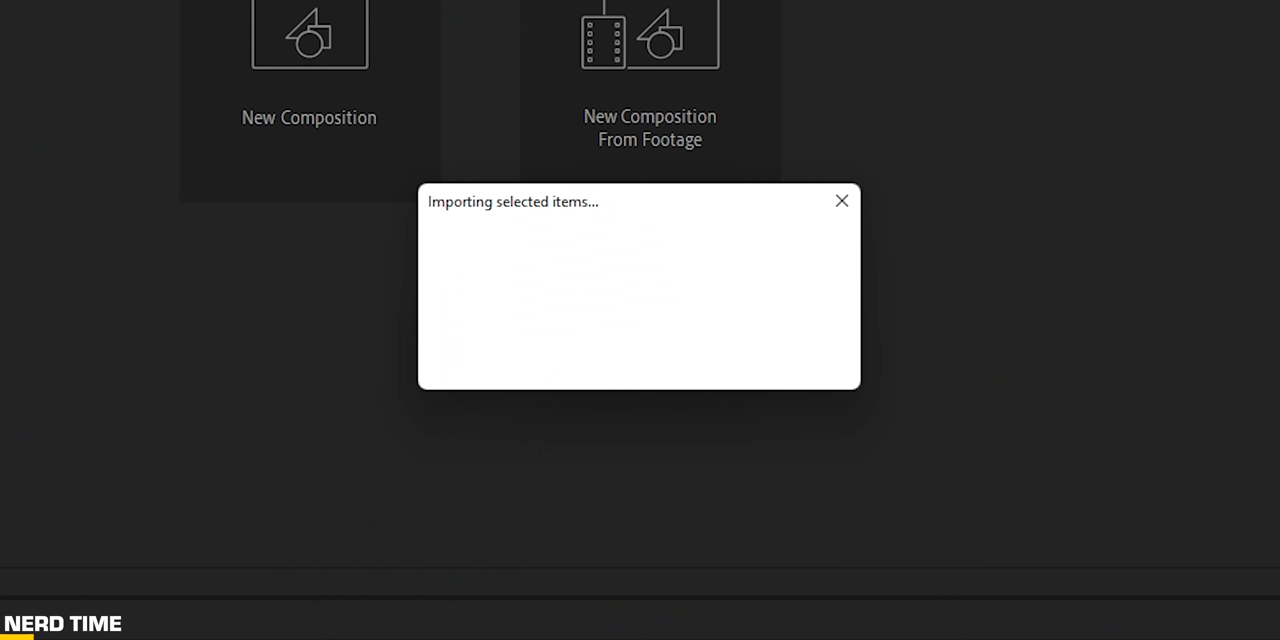 New Composition
New Composition
From Footage
Importing selected items...
NERD TIME